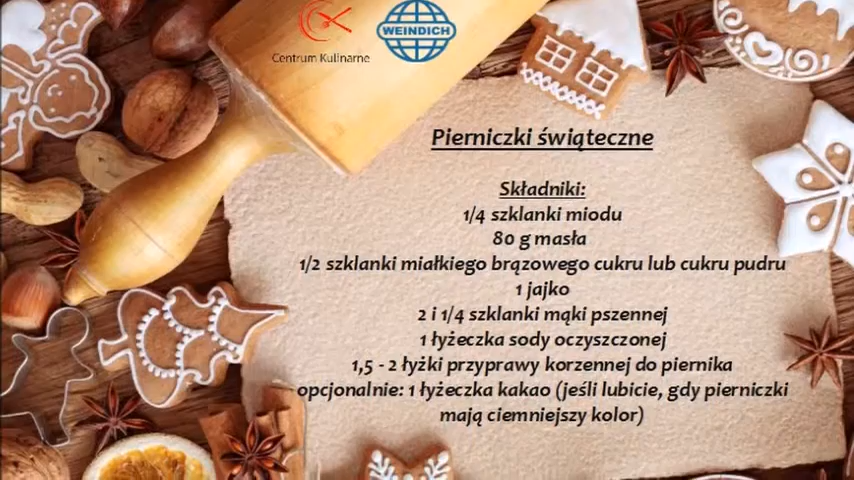 Centrum Kulinarne
WEINDICH
Pierniczki świąteczne
Składniki:
1/4 szklanki miodu
80 g masła
1/2 szklanki miałkiego brązowego cukru lub cukru pudru
1 jajko
2 i 1/4 szklanki mąki pszennej
1 łyżeczka sody oczyszczonej
1,5 - 2 łyżki przyprawy korzennej do piernika
opcjonalnie: 1 łyżeczka kakao (jeśli lubicie, gdy pierniczki
mają ciemniejszy kolor)